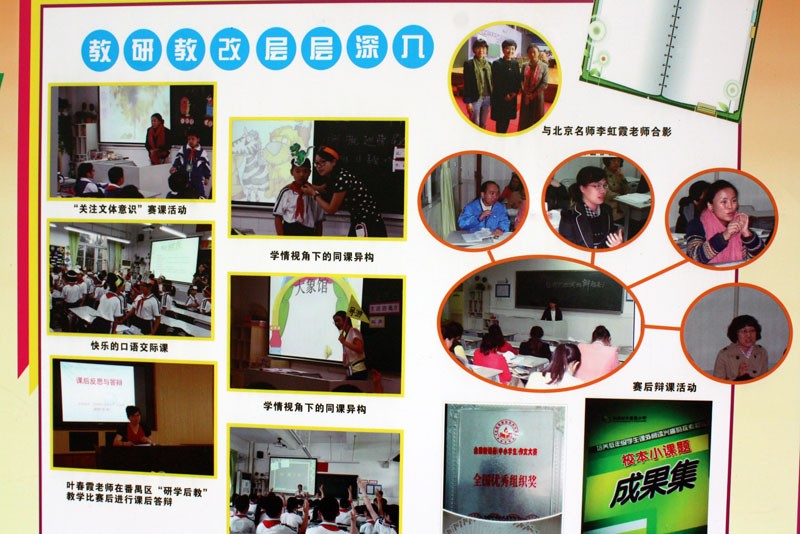 教研教改层层深入
与北京名师李虹霞老师合影
“关注文体意识”赛课活动
学情视角下的同课异构
快乐的口语交际课
大象馆
学情视角下的同课异构
赛后辩课活动
课后反思与答辩
叶春霞老师在番禺区“研学后教”
教学比赛后进行课后答辩
全国优秀组织奖
校本小课题
成果集